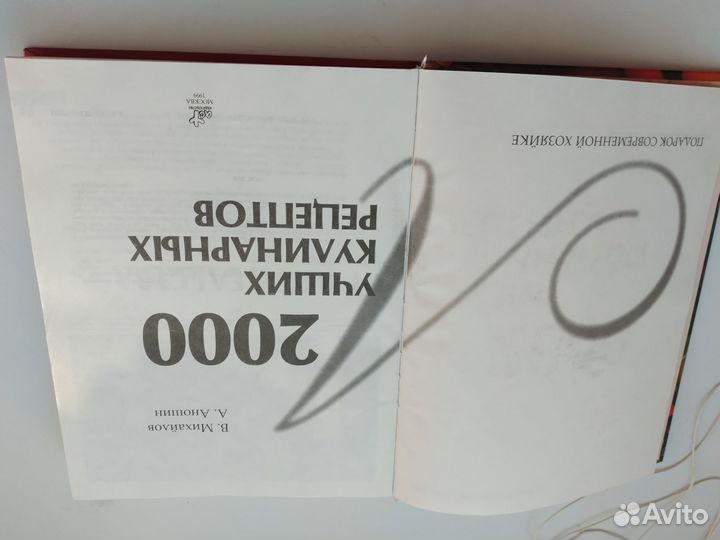 ПОДАРОК СОВРЕМЕННОЙ ХОЗЯЙКЕ
В. Михайлов
А. Аношин
2000
ЛУЧШИХ
КУЛИНАРНЫХ
РЕЦЕПТОВ
МОСКВА
1999
Avito